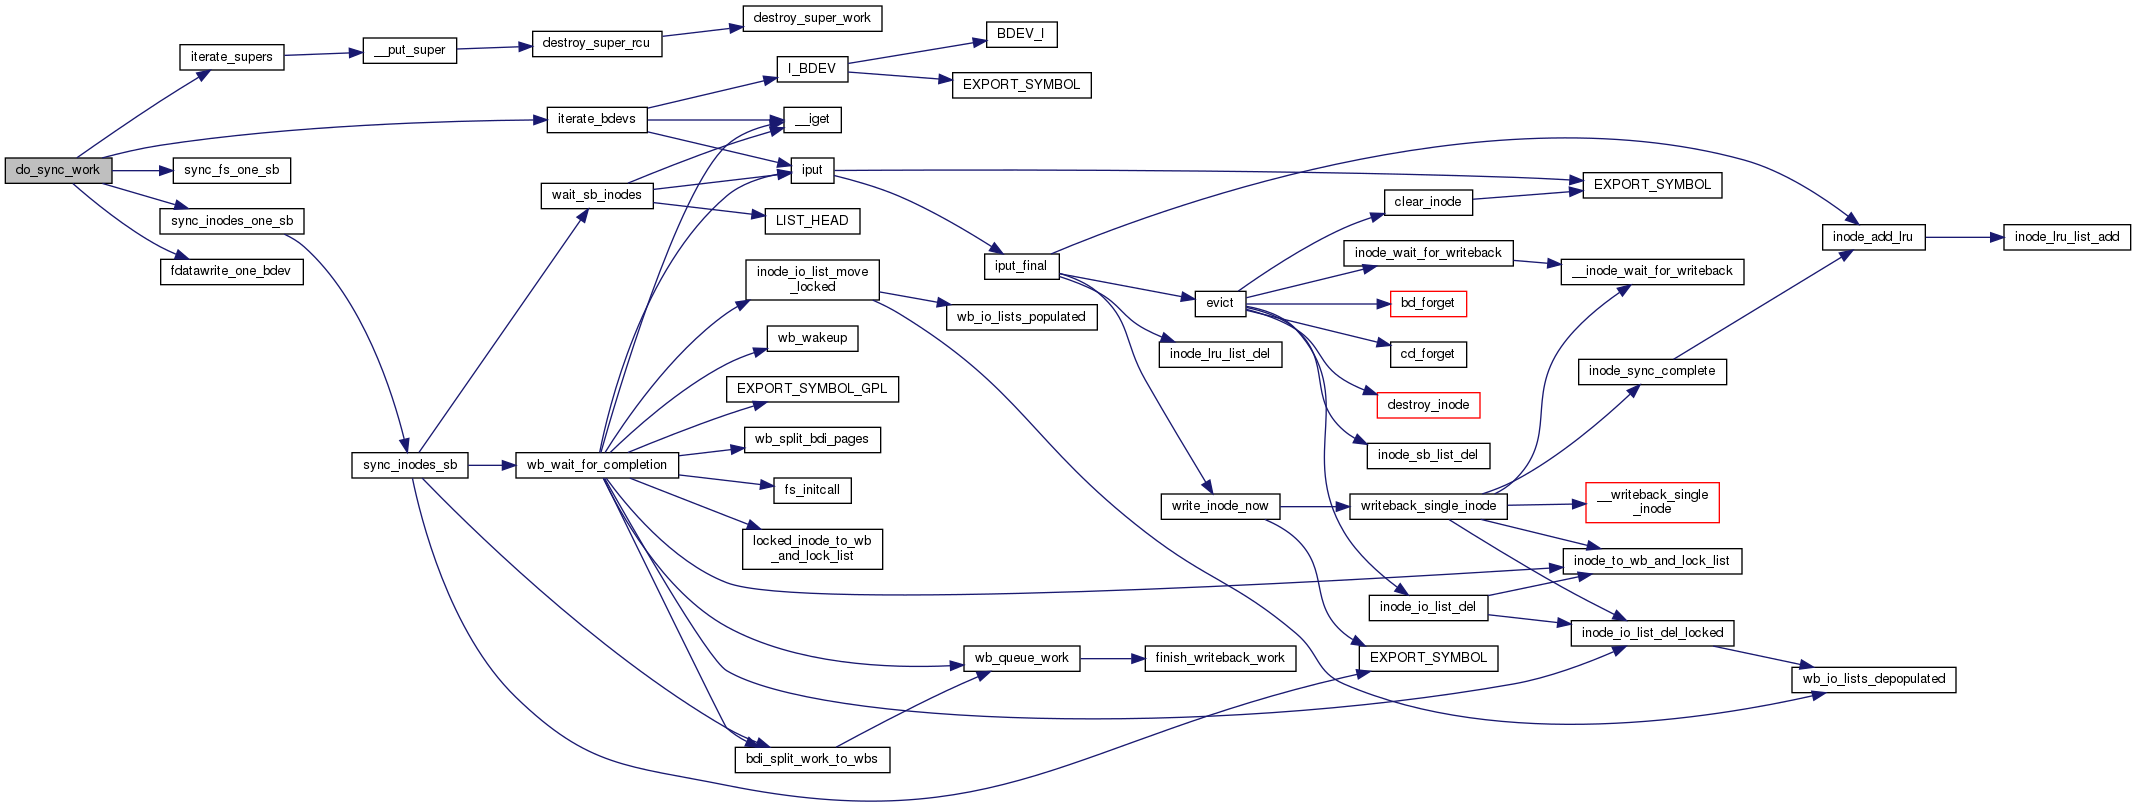 destroy_super_work
BDEV_I
iterate_supers
__put_super
destroy_super_rcu
I_BDEV
EXPORT_SYMBOL
iterate_bdevs
__iget
do_sync_work
sync_fs_one_sb
iput
EXPORT_SYMBOL
wait_sb_inodes
clear_inode
sync_inodes_one_sb
LIST_HEAD
inode_add_lru
inode_lru_list_add
inode_wait_for_writeback
fdatawrite_one_bdev
inode_io_list_move
_locked
iput_final
__inode_wait_for_writeback
evict
bd_forget
wb_io_lists_populated
wb_wakeup
inode_lru_list_del
cd_forget
inode_sync_complete
EXPORT_SYMBOL_GPL
destroy_inode
wb_split_bdi_pages
inode_sb_list_del
sync_inodes_sb
wb_wait_for_completion
fs_initcall
write_inode_now
writeback_single_inode
__writeback_single
_inode
locked_inode_to_wb
_and_lock_list
inode_to_wb_and_lock_list
inode_io_list_del
inode_io_list_del_locked
wb_queue_work
finish_writeback_work
EXPORT_SYMBOL
wb_io_lists_depopulated
bdi_split_work_to_wbs